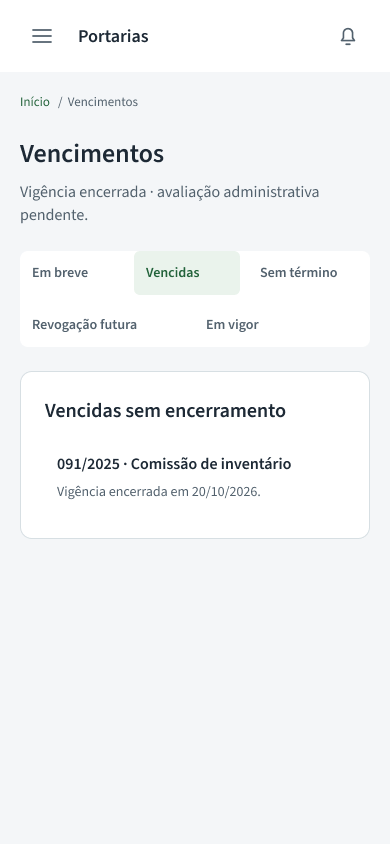 Portarias
Início / Vencimentos
Vencimentos
Vigência encerrada · avaliação administrativa
pendente.
Em breve Vencidas Sem término
Revogação futura Em vigor
Vencidas sem encerramento
091/2025 · Comissão de inventário
Vigência encerrada em 20/10/2026.